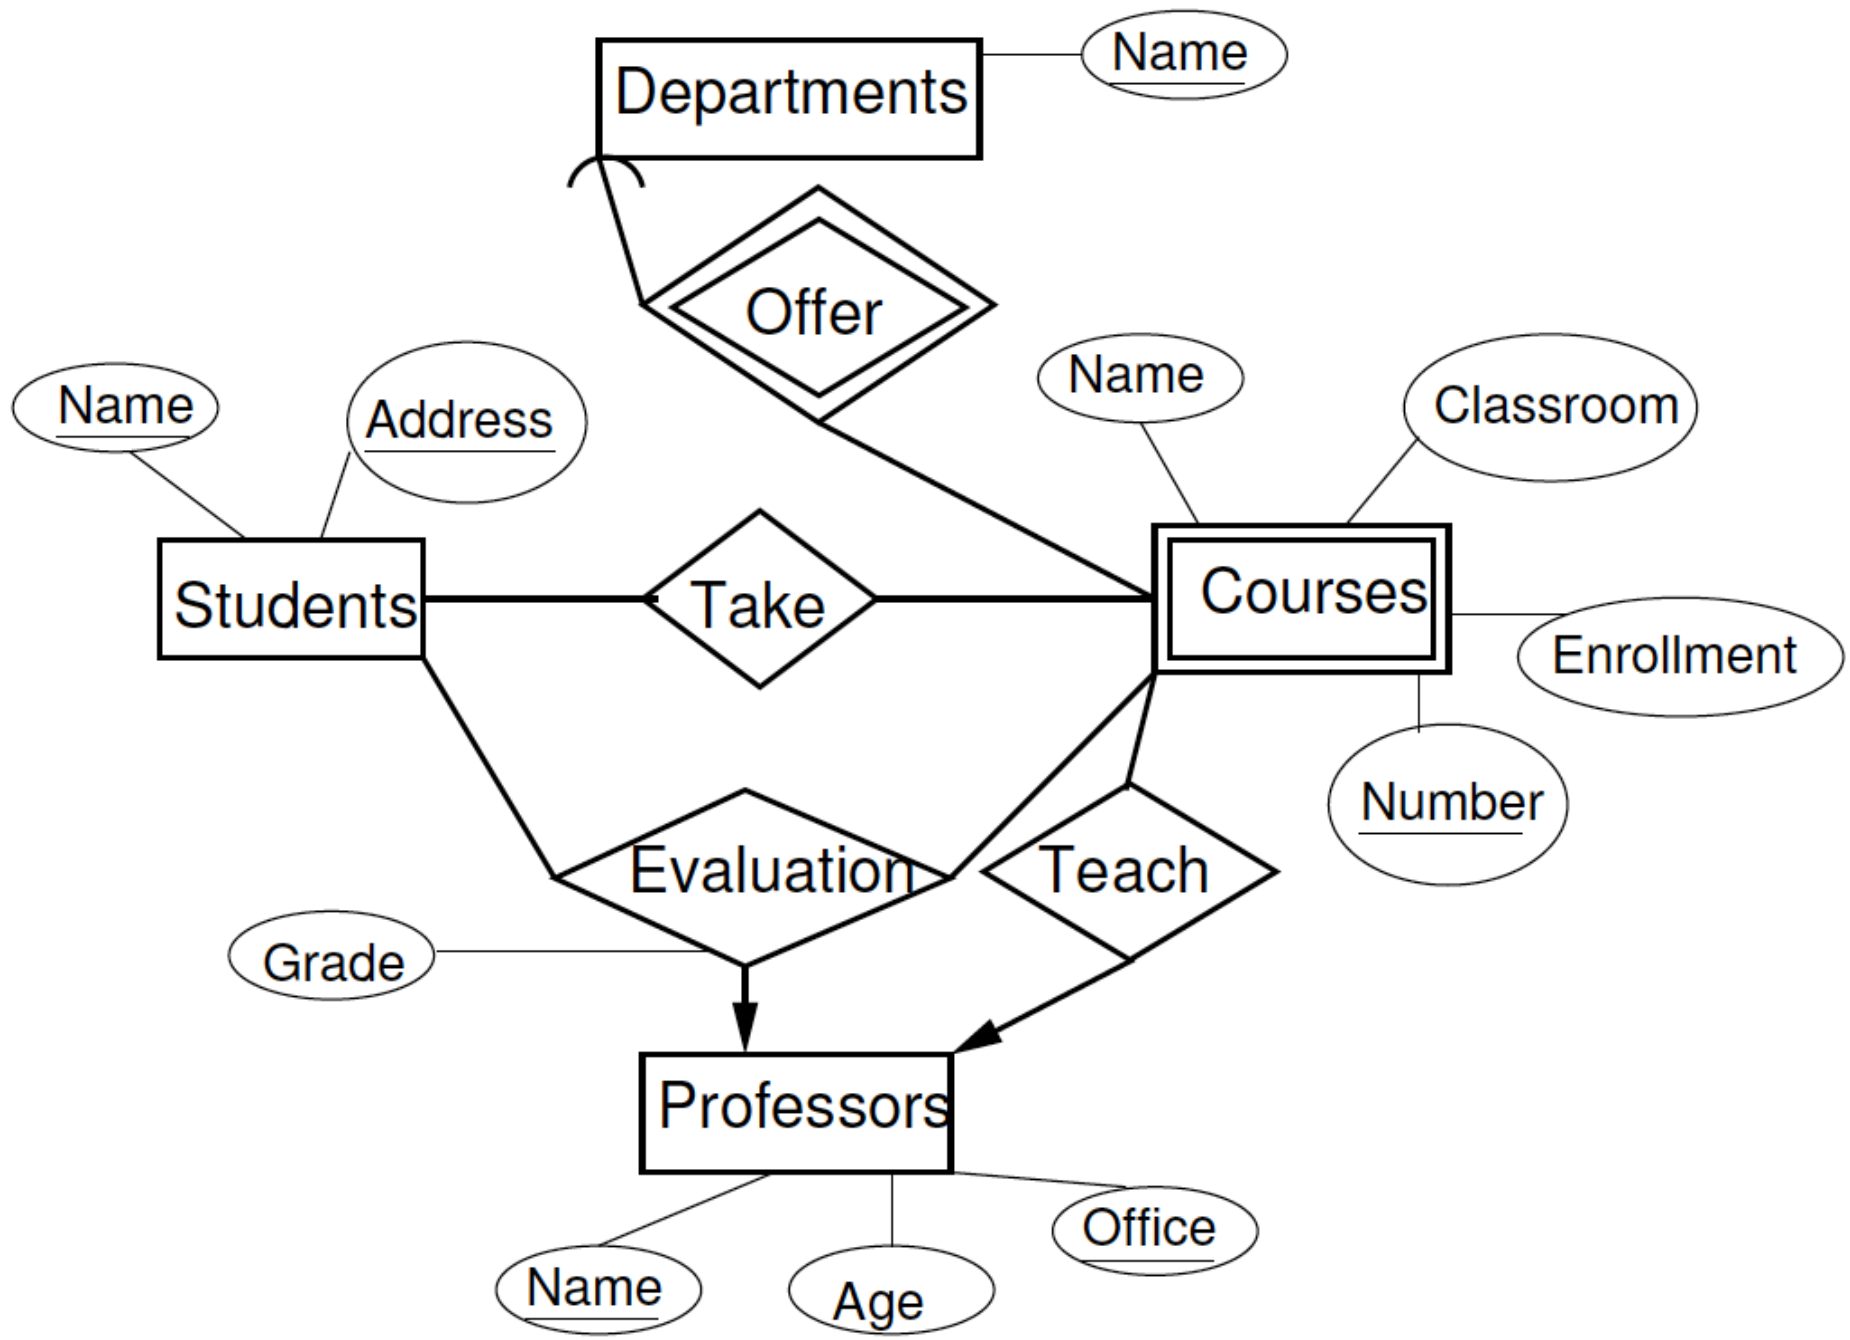 Name
Departments
Offer
Name
Classroom
Name
Address
Students
Take
Courses
Enrollment
Number
Evaluation
Teach
Grade
Professors
Office
Name
Age